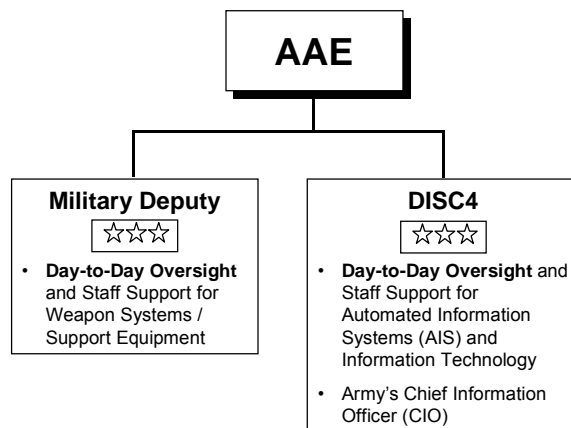 AAE
Military Deputy
• Day-to-Day Oversight
and Staff Support for
Weapon Systems /
Support Equipment
DISC4
• Day-to-Day Oversight and
Staff Support for
Automated Information
Systems (AIS) and
Information Technology
• Army’s Chief Information
Officer (CIO)